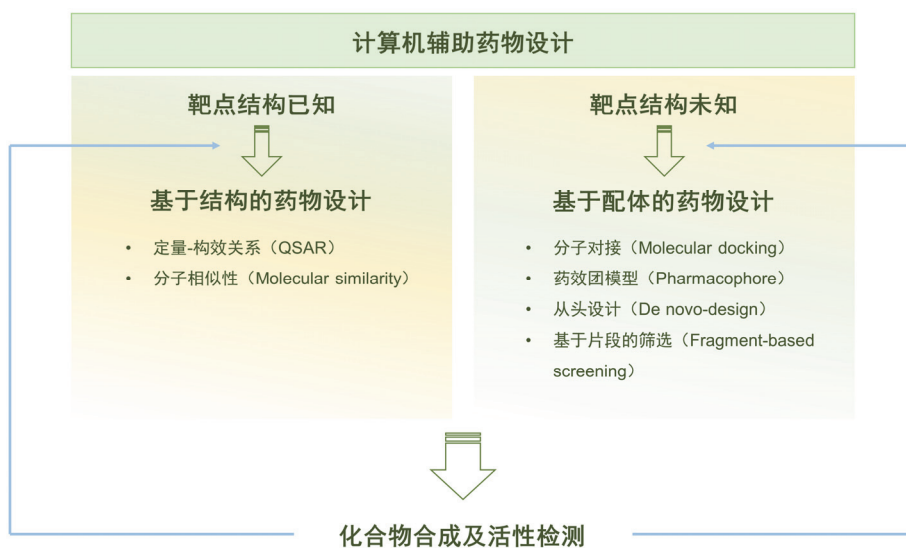 计算机辅助药物设计
靶点结构已知
基于结构的药物设计
• 定量-构效关系（QSAR）
• 分子相似性（Molecular similarity）
靶点结构未知
基于配体的药物设计
• 分子对接（Molecular docking）
• 药效团模型（Pharmacophore）
• 从头设计（De novo-design）
• 基于片段的筛选（Fragment-based
screening）
化合物合成及活性检测